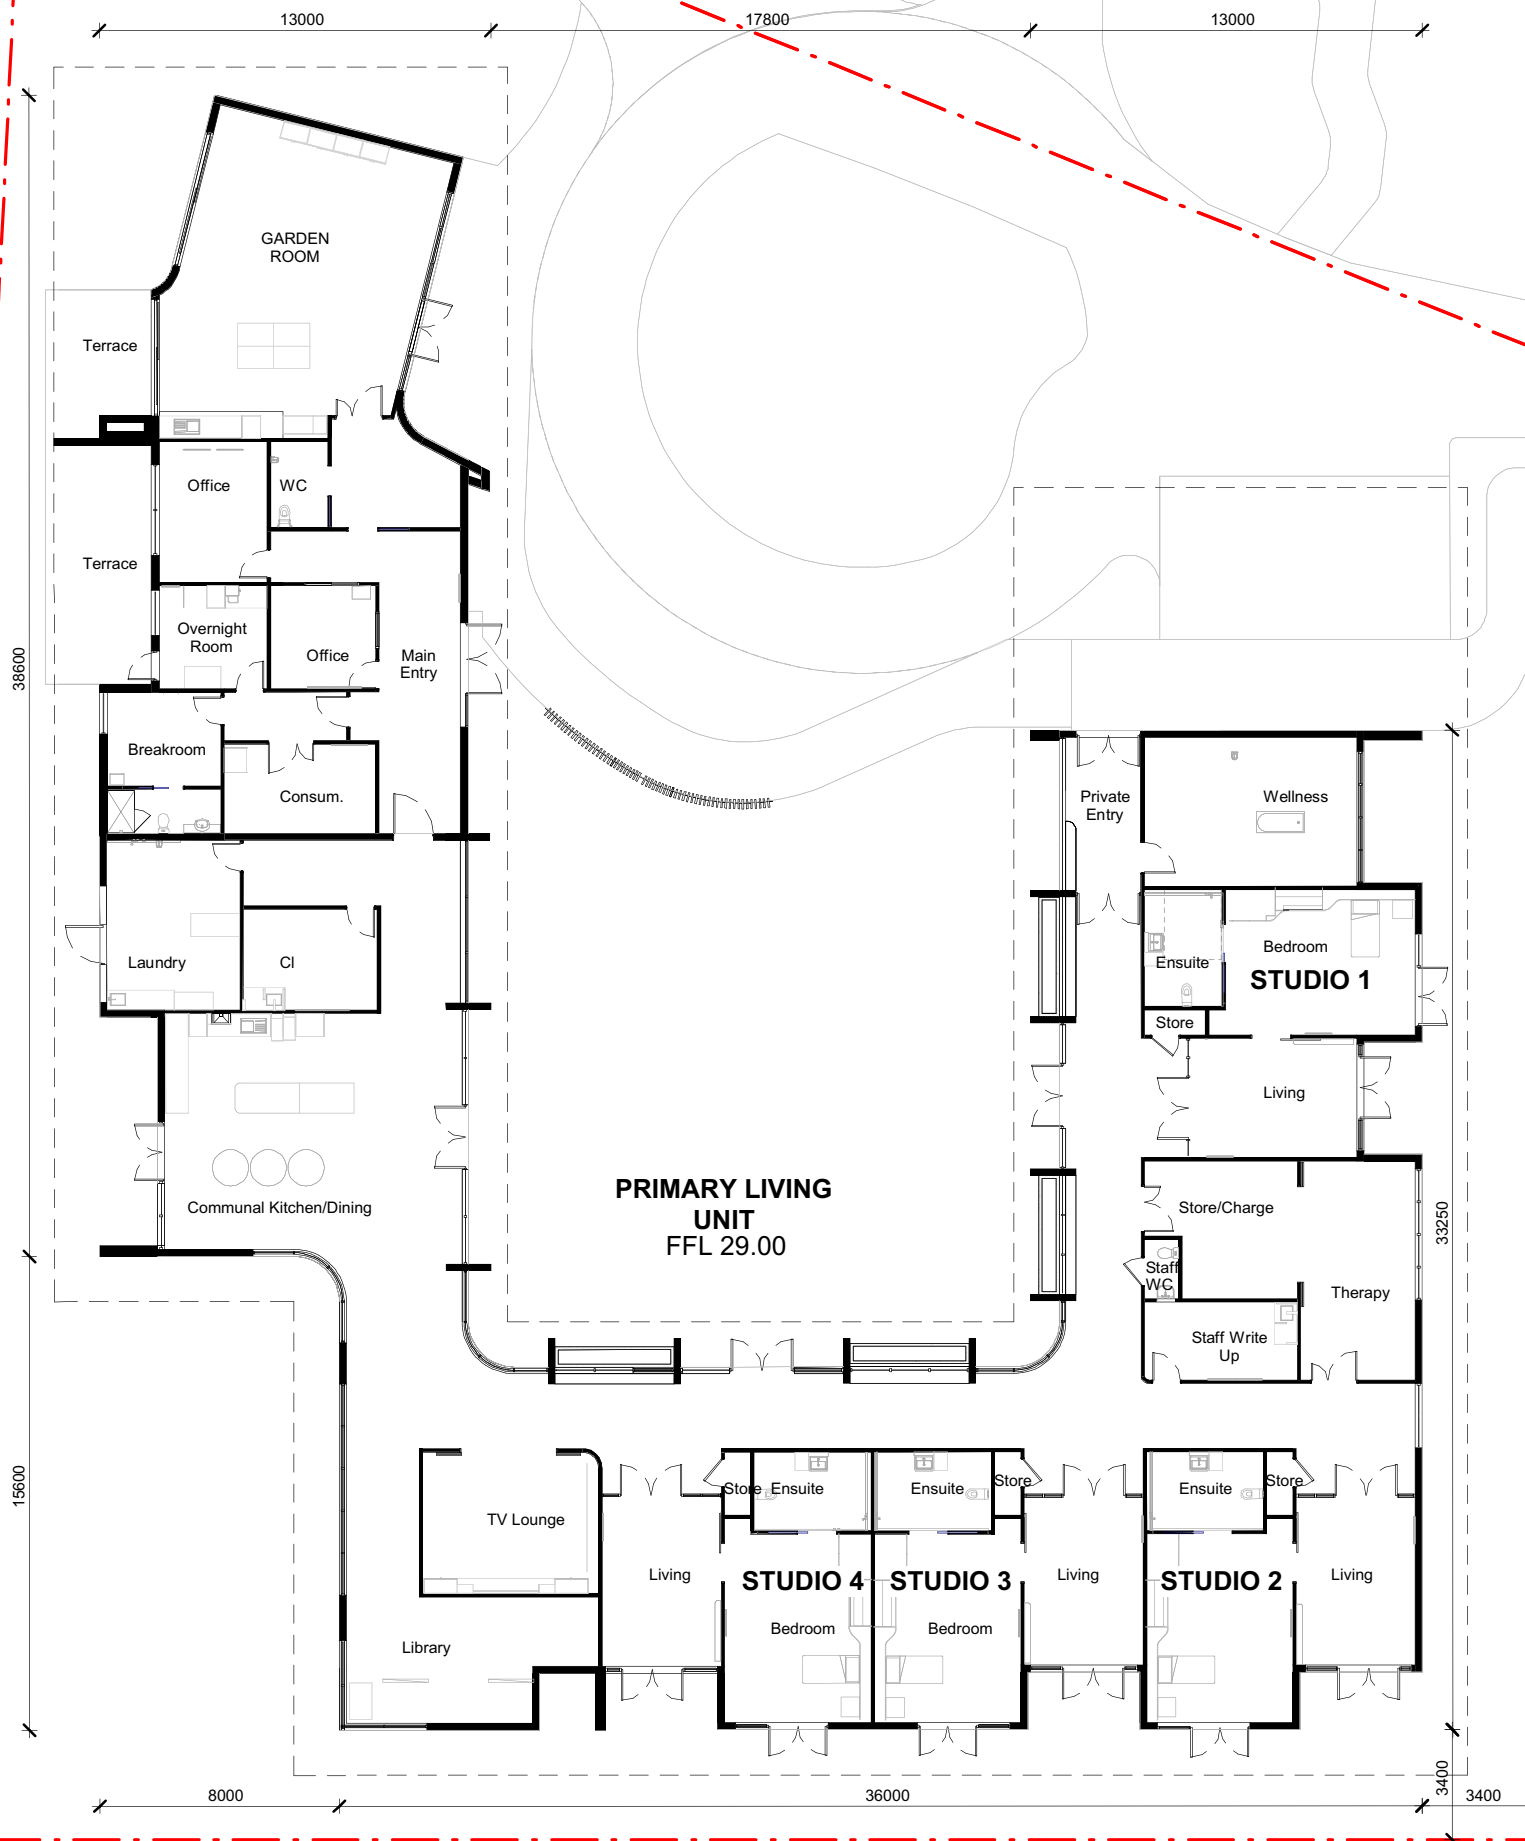 13000
17800
13000
GARDEN
ROOM
Terrace
Office
WC
Terrace
Overnight
Room
Office
Main
Entry
38600
Breakroom
Consum.
Private
Entry
Wellness
Laundry
Cl
Ensuite
Bedroom
STUDIO 1
Store
Living
Communal Kitchen/Dining
PRIMARY LIVING
UNIT
FFL 29.00
Store/Charge
33250
Staff
WC
Therapy
Staff Write
Up
15600
TV Lounge
Store
Ensuite
Ensuite
Store
Ensuite
Store
Living
STUDIO 4
STUDIO 3
Living
STUDIO 2
Living
Library
Bedroom
Bedroom
8000
36000
3400
3400